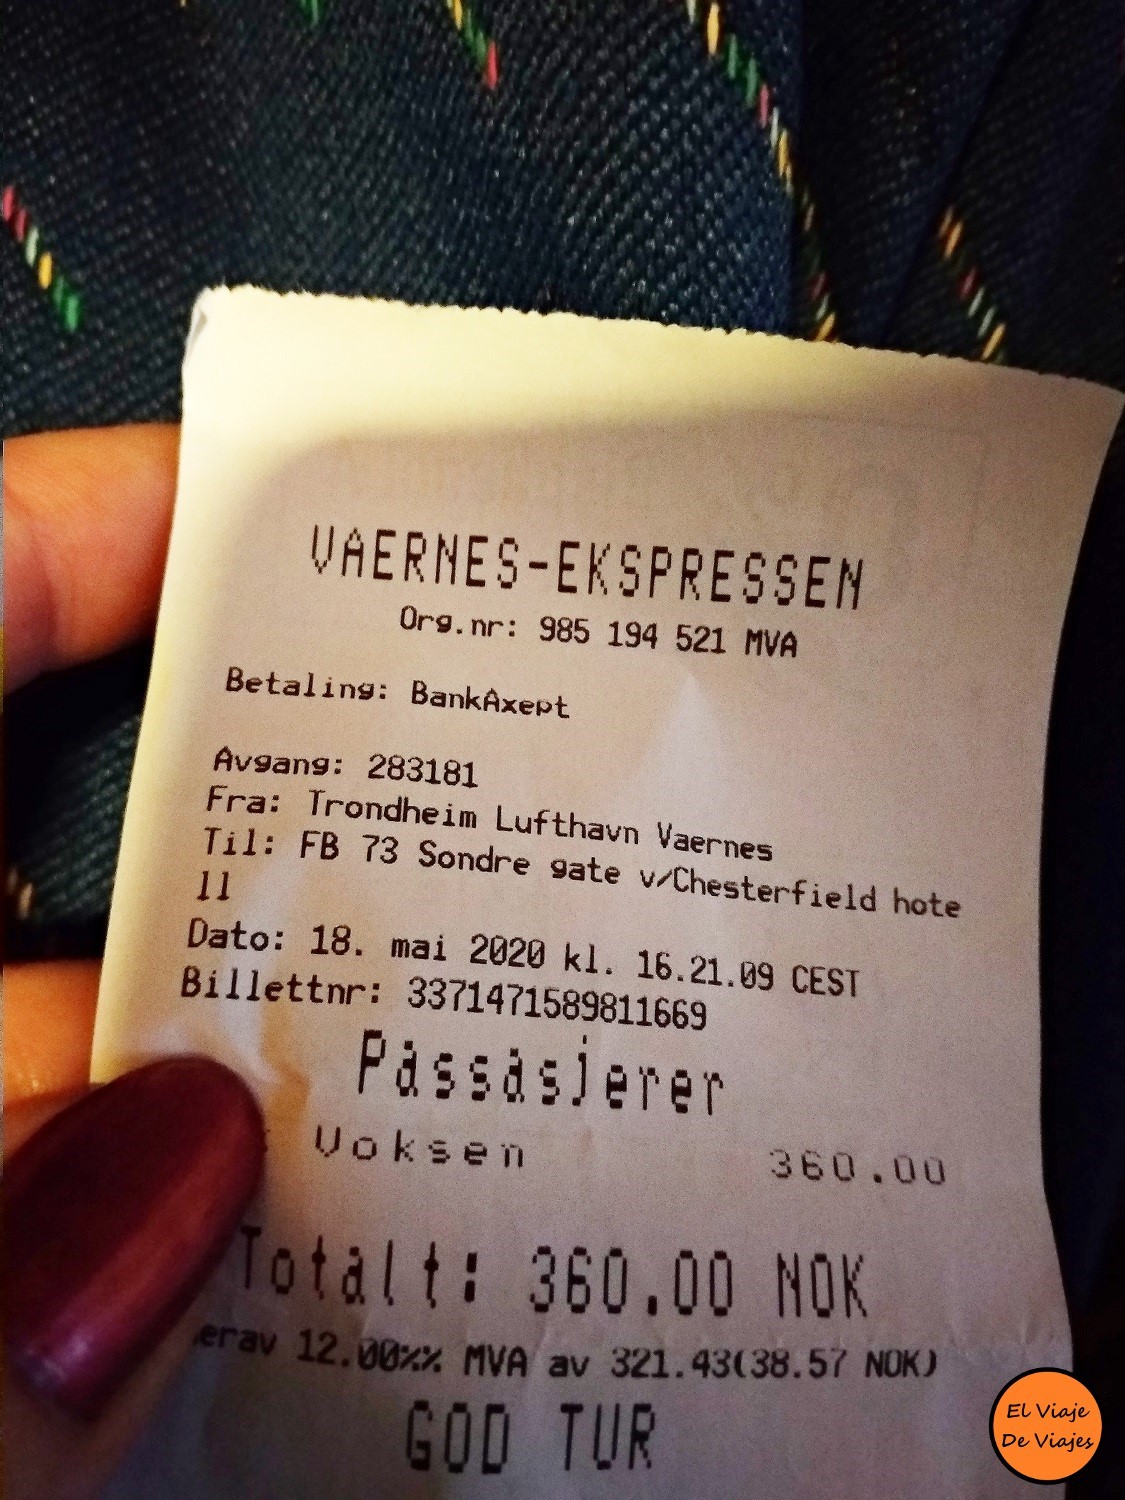 VAERNES-EKSPRESSEN
Org.nr: 985 194 521 MVA
Betaling: BankAxept
Avgang: 283181
Fra: Trondheim Lufthavn Vaernes
Til: FB 73 Sondre gate v/Chesterfield hote
ll
Dato: 18. mai 2020 kl. 16.21.09 CEST
Billettnr: 3371471589811669
Passasjerer
Voksen 360.00
Totalt: 360.00 NOK
erav 12.00%% MVA av 321.43(38.57 NOK)
GOD TUR
El Viaje
De Viajes